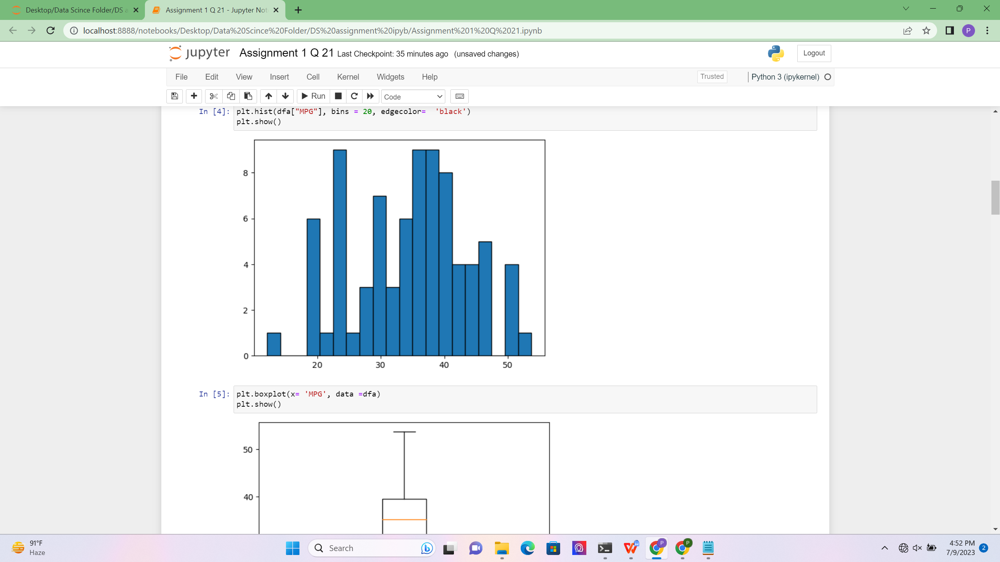 Desktop/Data Scince Folder/DS a
Assignment 1 Q 21 - Jupyter Not
localhost:8888/notebooks/Desktop/Data%20Scince%20Folder/DS%20assignment%20ipyb/Assignment%201%20Q%2021.ipynb
P
jupyter Assignment 1 Q 21 Last Checkpoint: 35 minutes ago (unsaved changes)
Logout
File Edit View Insert Cell Kernel Widgets Help
Trusted
Python 3 (ipykernel)
Run
Code
In [4]: plt.hist(dfa["MPG"], bins = 20, edgecolor=  'black')
plt.show()
8
6
4
2
0
20 30 40 50
In [5]: plt.boxplot(x= 'MPG', data =dfa)
plt.show()
50
40
91°F
Haze
Search
P
P
4:52 PM
7/9/2023
2